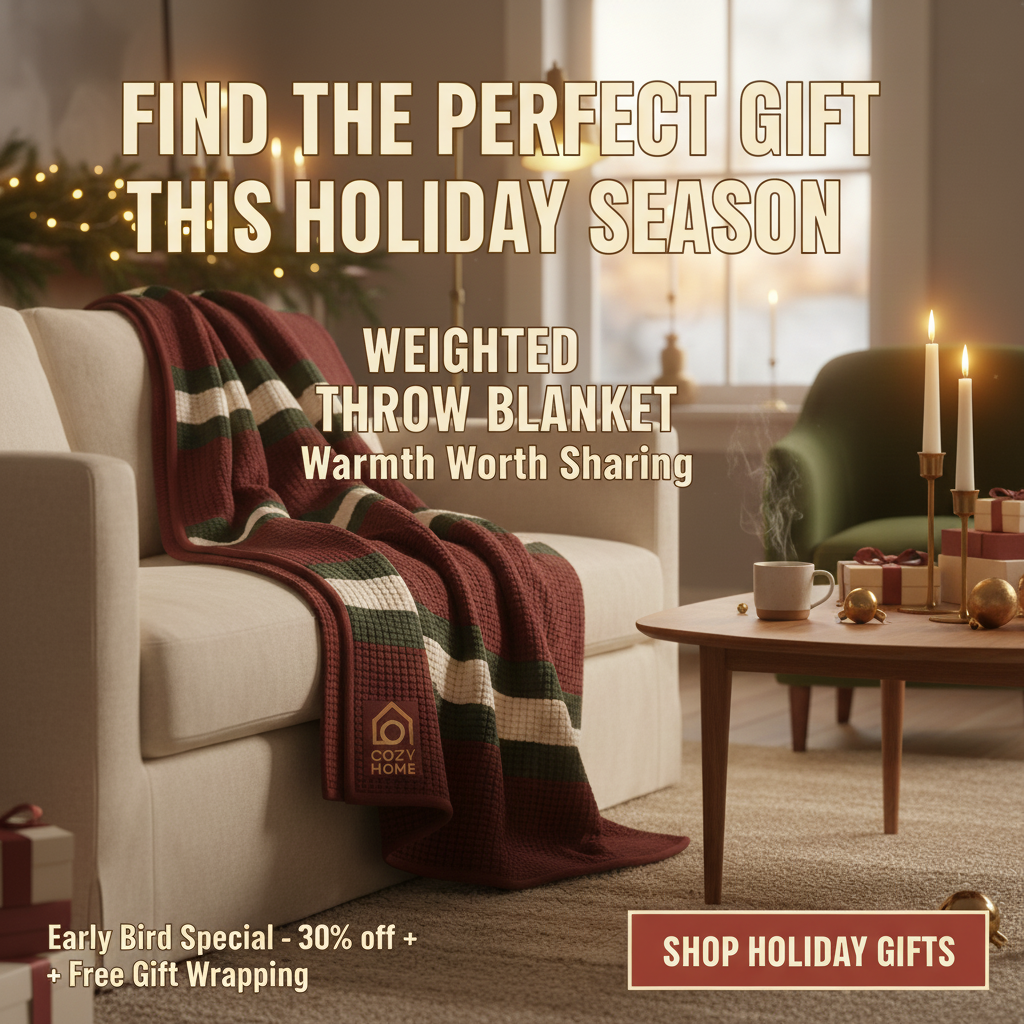 FIND THE PERFECT GIFT
THIS HOLIDAY SEASON
WEIGHTED
THROW BLANKET
Warmth Worth Sharing
COZY
HOME
Early Bird Special - 30% off +
+ Free Gift Wrapping
SHOP HOLIDAY GIFTS